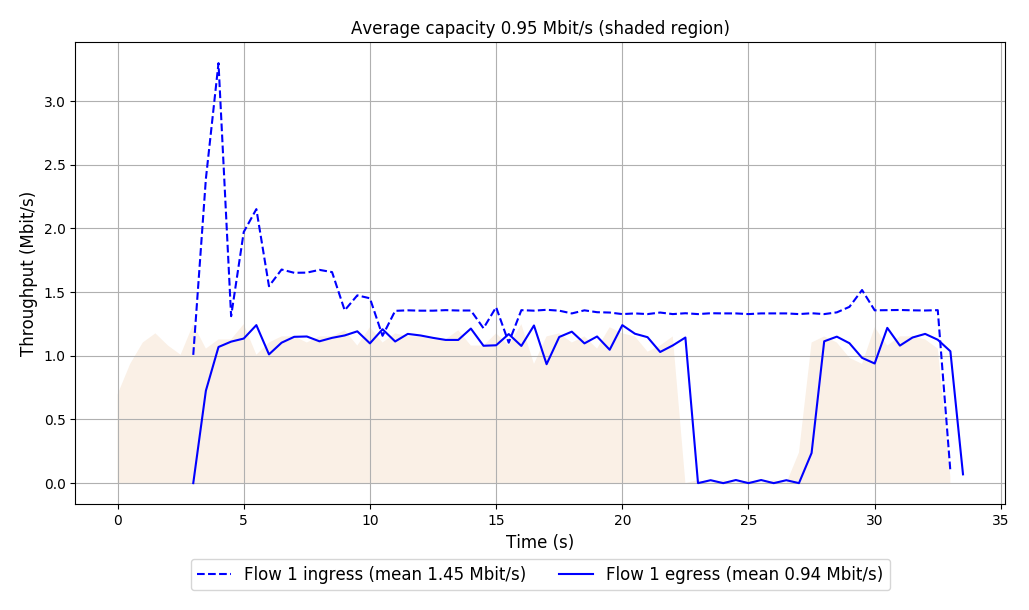 Average capacity 0.95 Mbit/s (shaded region)
Throughput (Mbit/s)
3.0
2.5
2.0
1.5
1.0
0.5
0.0
0 5 10 15 20 25 30 35
Time (s)
Flow 1 ingress (mean 1.45 Mbit/s) Flow 1 egress (mean 0.94 Mbit/s)